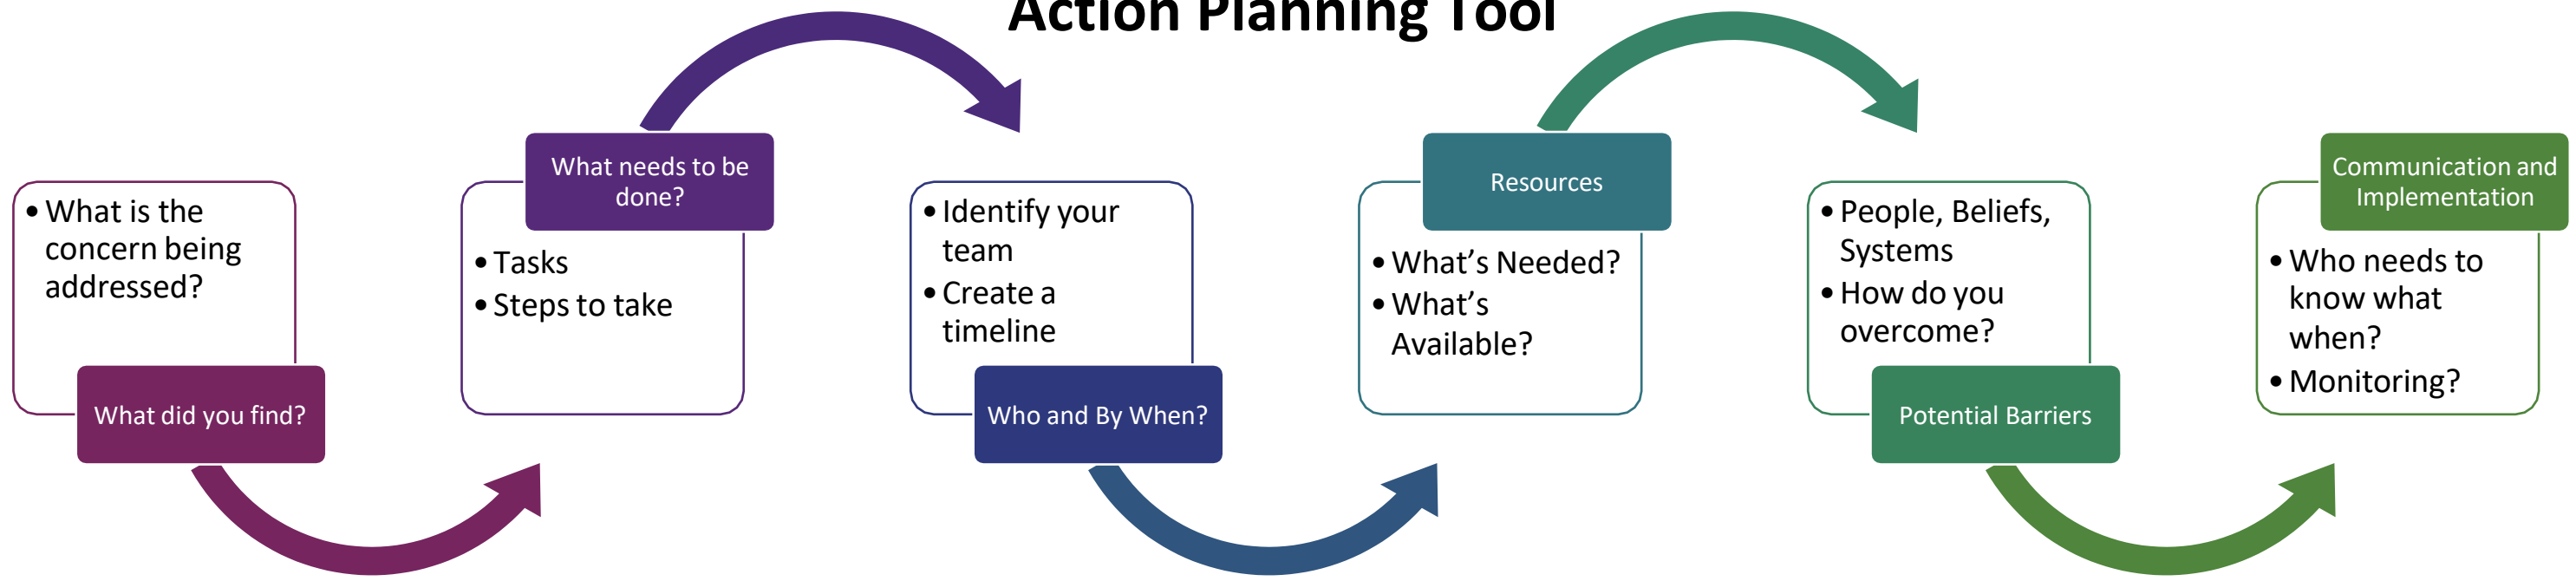 Action Planning Tool
• What is the
concern being
addressed?
What did you find?
What needs to be
done?
• Tasks
• Steps to take
• Identify your
team
• Create a
timeline
Who and By When?
Resources
• What’s Needed?
• What’s
Available?
• People, Beliefs,
Systems
• How do you
overcome?
Potential Barriers
Communication and
Implementation
• Who needs to
know what
when?
• Monitoring?